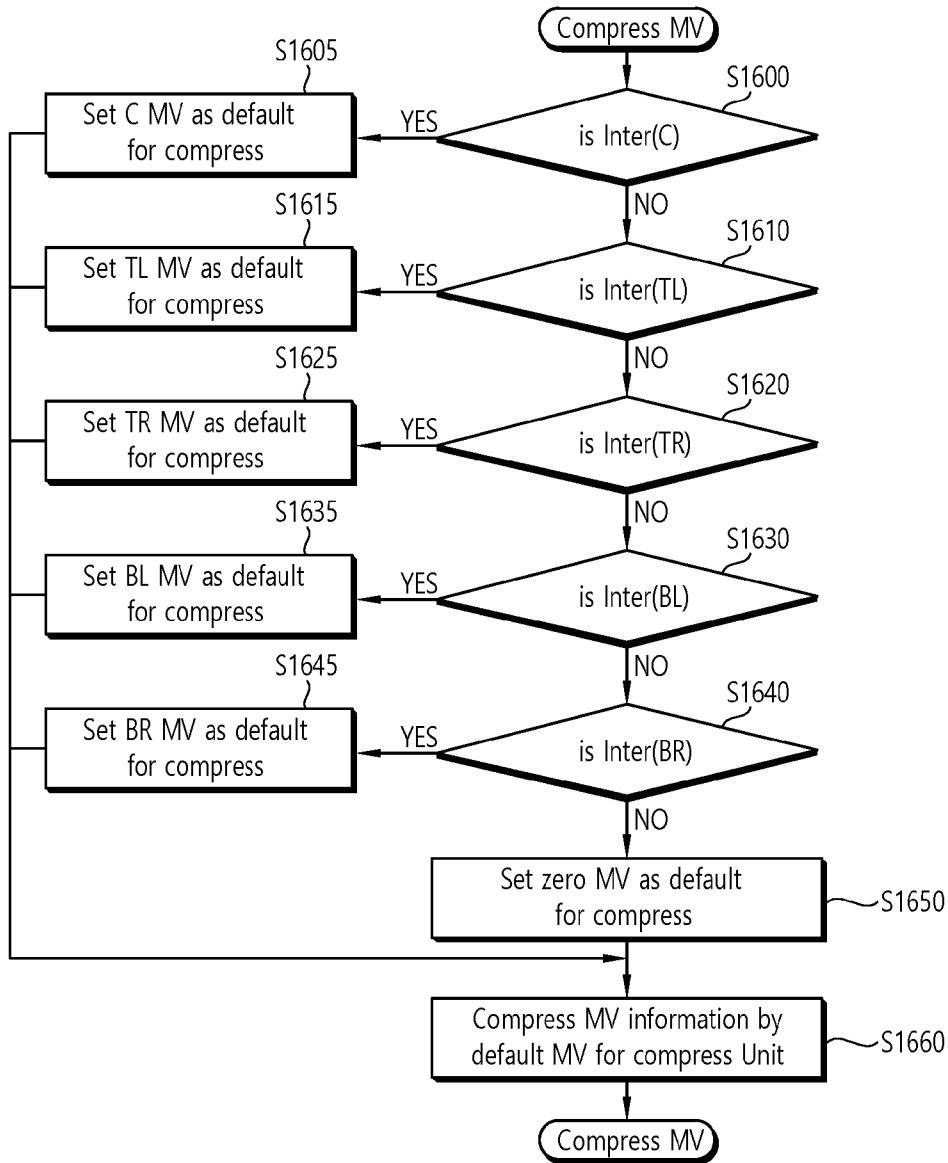 Compress MV
S1605
S1600
Set C MV as default
for compress
YES
is Inter(C)
NO
S1615
S1610
Set TL MV as default
for compress
YES
is Inter(TL)
NO
S1625
S1620
Set TR MV as default
for compress
YES
is Inter(TR)
NO
S1635
S1630
Set BL MV as default
for compress
YES
is Inter(BL)
NO
S1645
S1640
Set BR MV as default
for compress
YES
is Inter(BR)
NO
Set zero MV as default
for compress
S1650
Compress MV information by
default MV for compress Unit
S1660
Compress MV